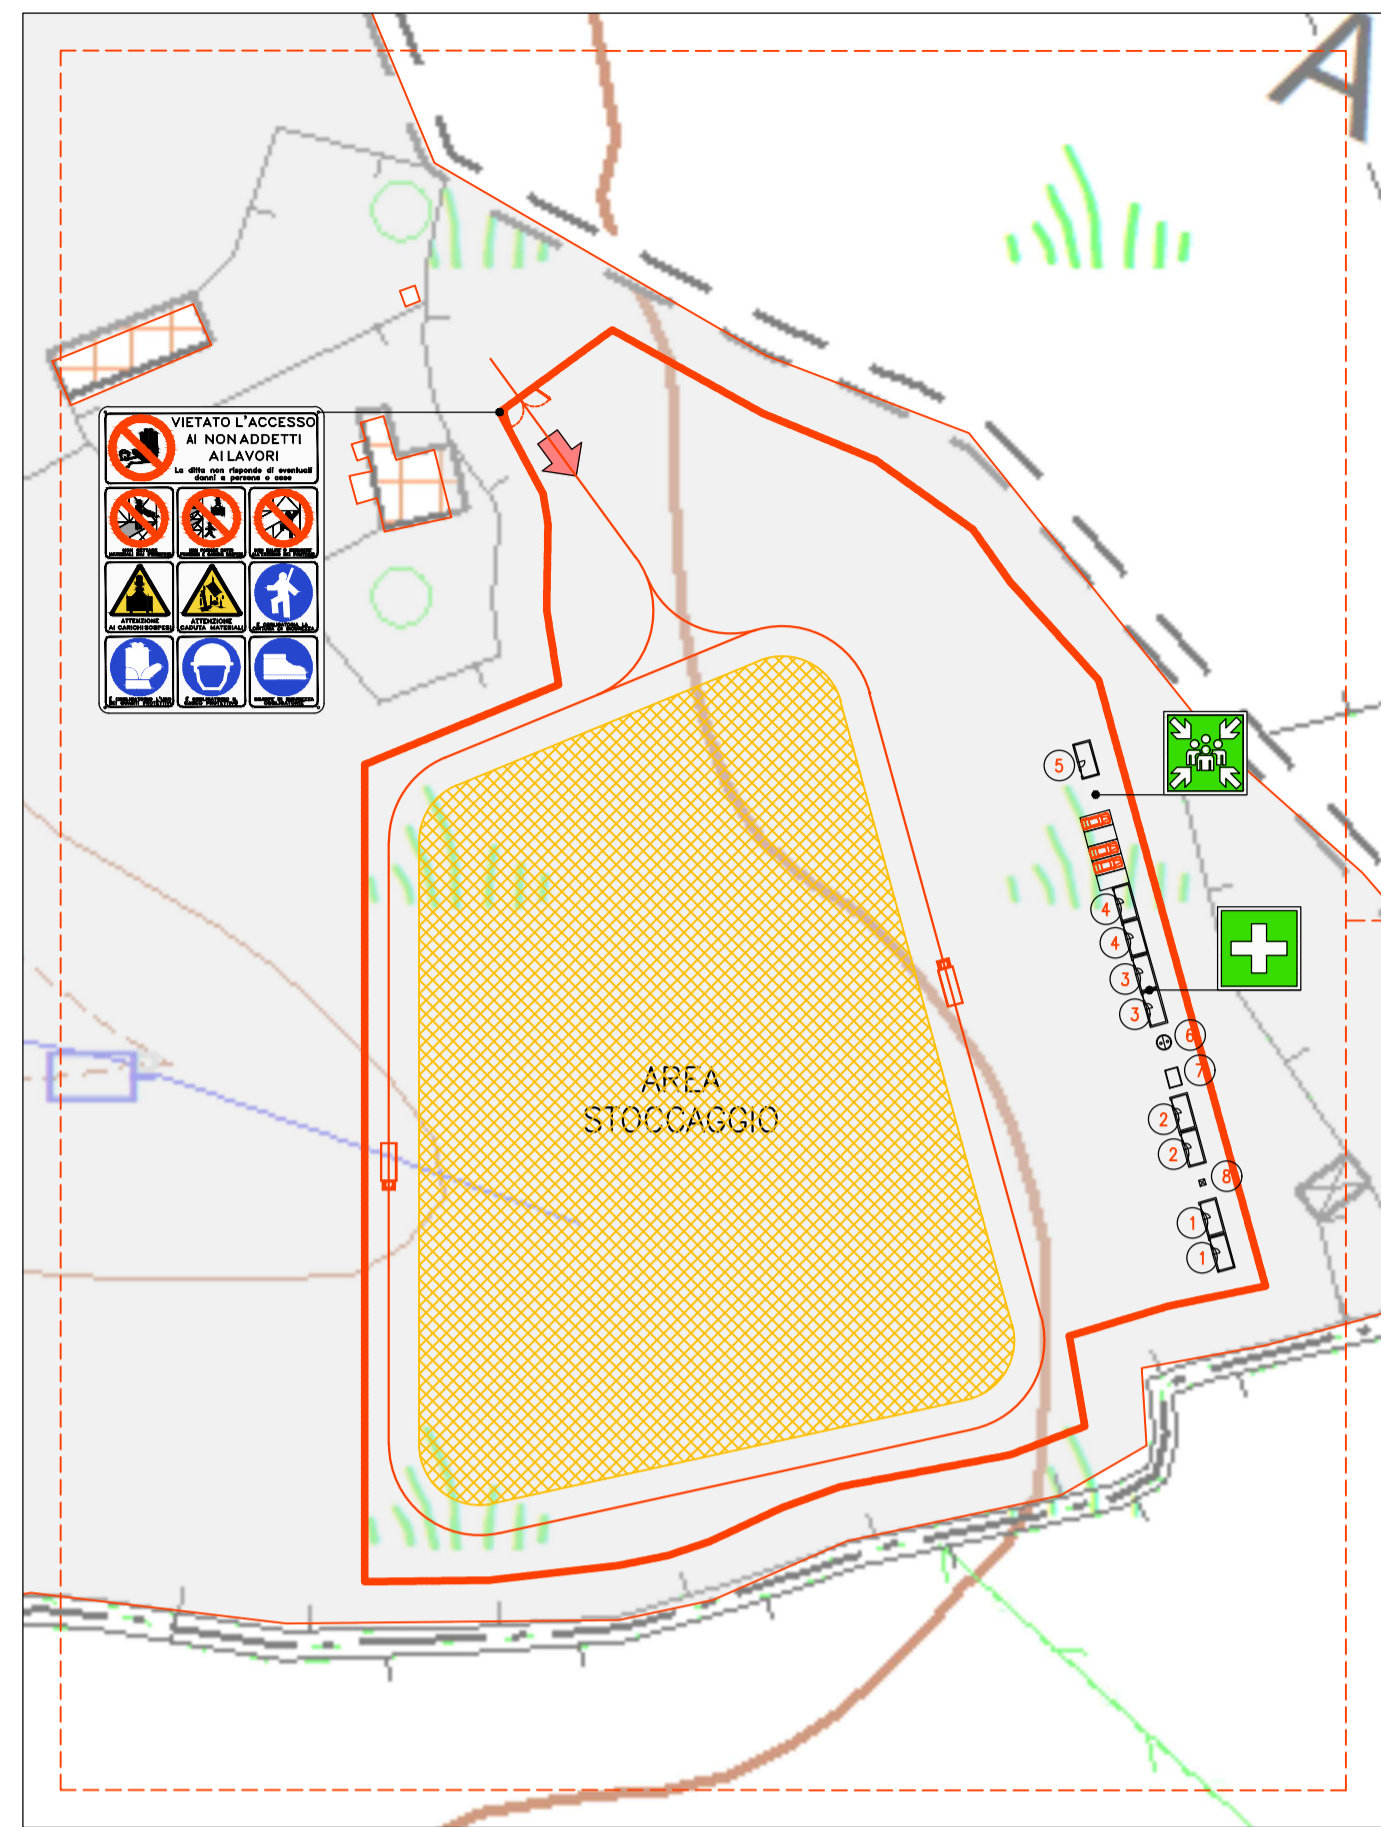 A
VIETATO L'ACCESSO
AI NON ADDETTI
AI LAVORI
La ditta non risponde di eventuali
danni a persone o cose
ATTENZIONE
AI CARICHI SOSPESI
ATTENZIONE
CADUTA MATERIALI
5
4
4
3
3
6
7
2
2
8
1
1
AREA
STOCCAGGIO